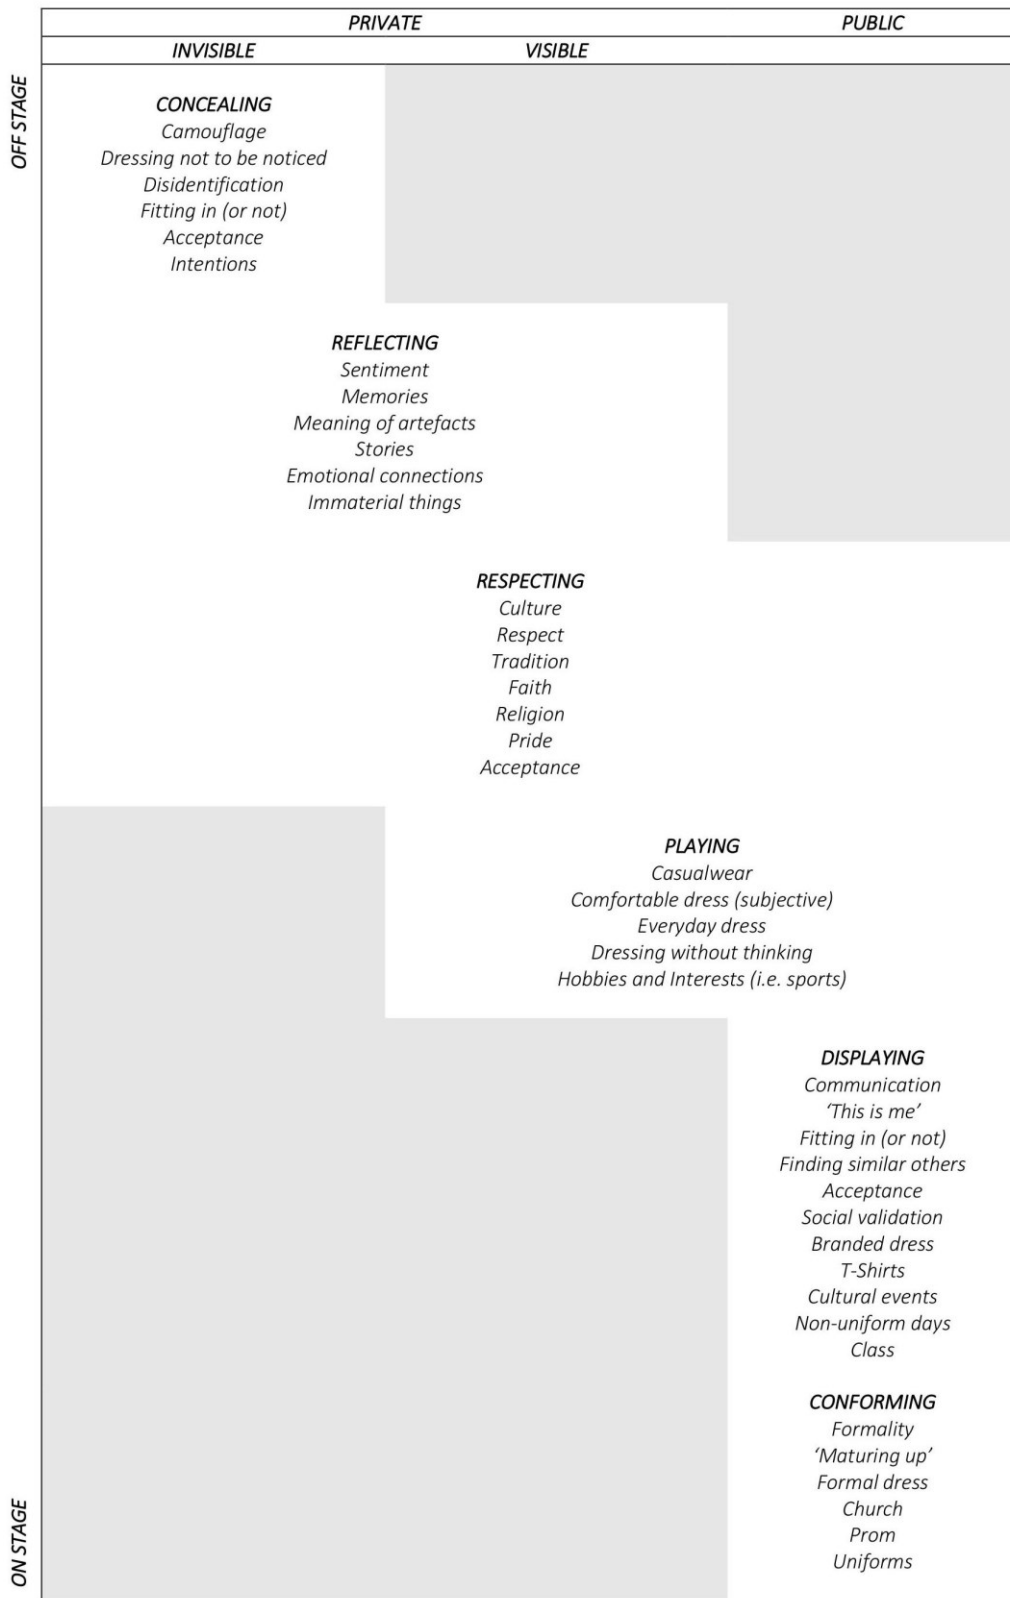 PRIVATE PUBLIC
INVISIBLE VISIBLE
OFF STAGE
CONCEALING
Camouflage
Dressing not to be noticed
Disidentification
Fitting in (or not)
Acceptance
Intentions
REFLECTING
Sentiment
Memories
Meaning of artefacts
Stories
Emotional connections
Immaterial things
RESPECTING
Culture
Respect
Tradition
Faith
Religion
Pride
Acceptance
PLAYING
Casualwear
Comfortable dress (subjective)
Everyday dress
Dressing without thinking
Hobbies and Interests (i.e. sports)
DISPLAYING
Communication
‘This is me’
Fitting in (or not)
Finding similar others
Acceptance
Social validation
Branded dress
T-Shirts
Cultural events
Non-uniform days
Class
CONFORMING
Formality
‘Maturing up’
Formal dress
Church
Prom
Uniforms
ON STAGE